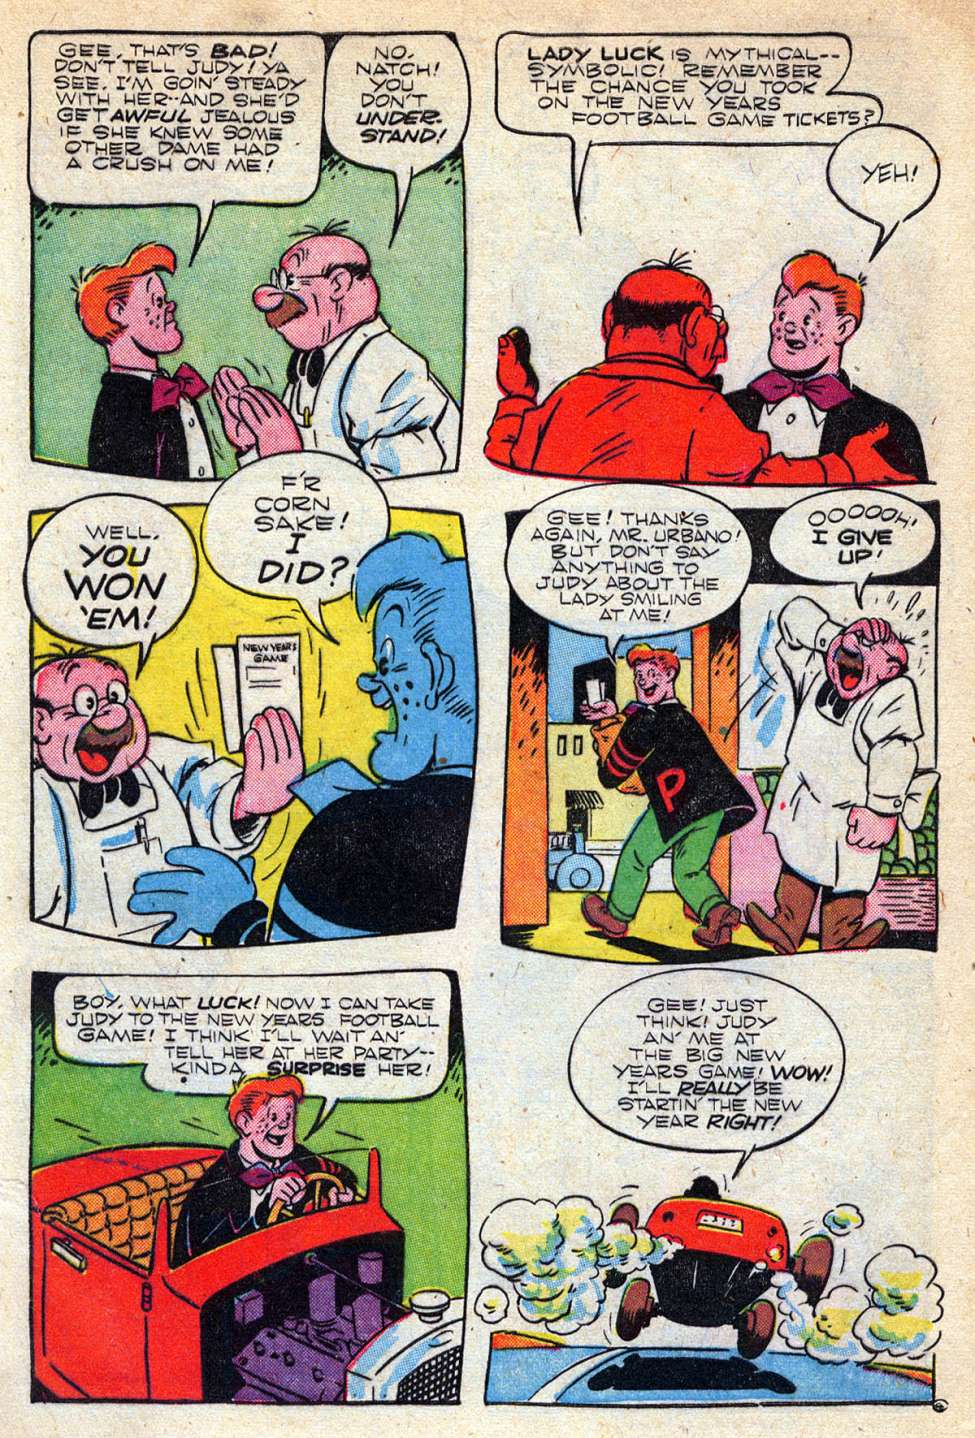 GEE, THAT'S BAD!
DON'T TELL JUDY! YA
SEE, I'M GOIN' STEADY
WITH HER--AND SHE'D
GET AWFUL JEALOUS
IF SHE KNEW SOME
OTHER DAME HAD
A CRUSH ON ME!
NO,
NATCH!
YOU
DON'T
UNDER-
STAND!
LADY LUCK IS MYTHICAL--
SYMBOLIC! REMEMBER
THE CHANCE YOU TOOK
ON THE NEW YEARS
FOOTBALL GAME TICKETS?
YEH!
WELL,
YOU
WON
'EM!
F'R
CORN
SAKE!
I
DID?
NEW YEARS
GAME
GEE! THANKS
AGAIN, MR. URBANO!
BUT DON'T SAY
ANYTHING TO
JUDY ABOUT THE
LADY SMILING
AT ME!
OOOOOH!
I GIVE
UP!
P
BOY, WHAT LUCK! NOW I CAN TAKE
JUDY TO THE NEW YEARS FOOTBALL
GAME! I THINK I'LL WAIT AN'
TELL HER AT HER PARTY--
KINDA SURPRISE HER!
GEE! JUST
THINK! JUDY
AN' ME AT
THE BIG NEW
YEARS GAME! WOW!
I'LL REALLY BE
STARTIN' THE NEW
YEAR RIGHT!